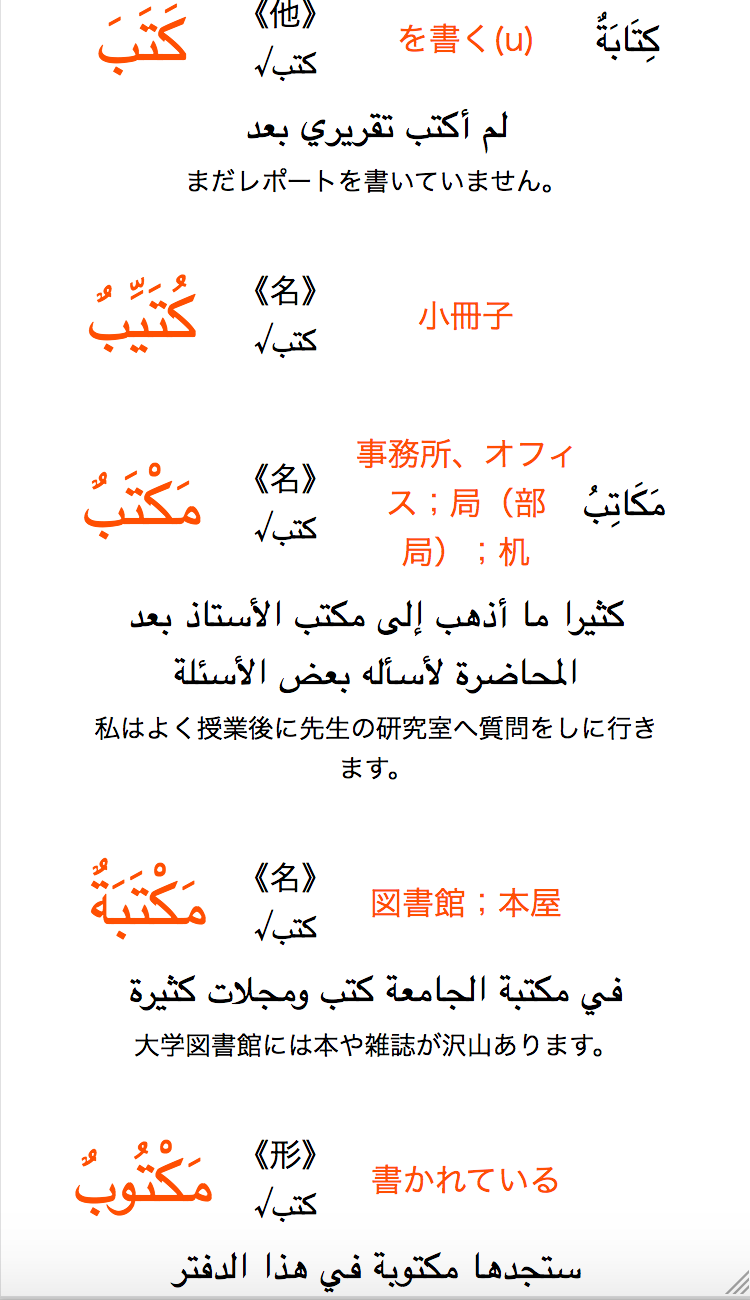 كَتَبَ 《他》 を書く(u) كِتَابَةٌ
√كتب
لم أكتب تقريري بعد
まだレポートを書いていません。
كُتَيِّبٌ 《名》 小冊子
√كتب
مَكْتَبٌ 《名》 事務所、オフィ
ス；局（部 مَكَاتِبُ
√كتب 局）；机
كثيرا ما أذهب إلى مكتب الأستاذ بعد
المحاضرة لأسأله بعض الأسئلة
私はよく授業後に先生の研究室へ質問をしに行き
ます。
مَكْتَبَةٌ 《名》 図書館；本屋
√كتب
في مكتبة الجامعة كتب ومجلات كثيرة
大学図書館には本や雑誌が沢山あります。
مَكْتُوبٌ 《形》 書かれている
√كتب
ستجدها مكتوبة في هذا الدفتر